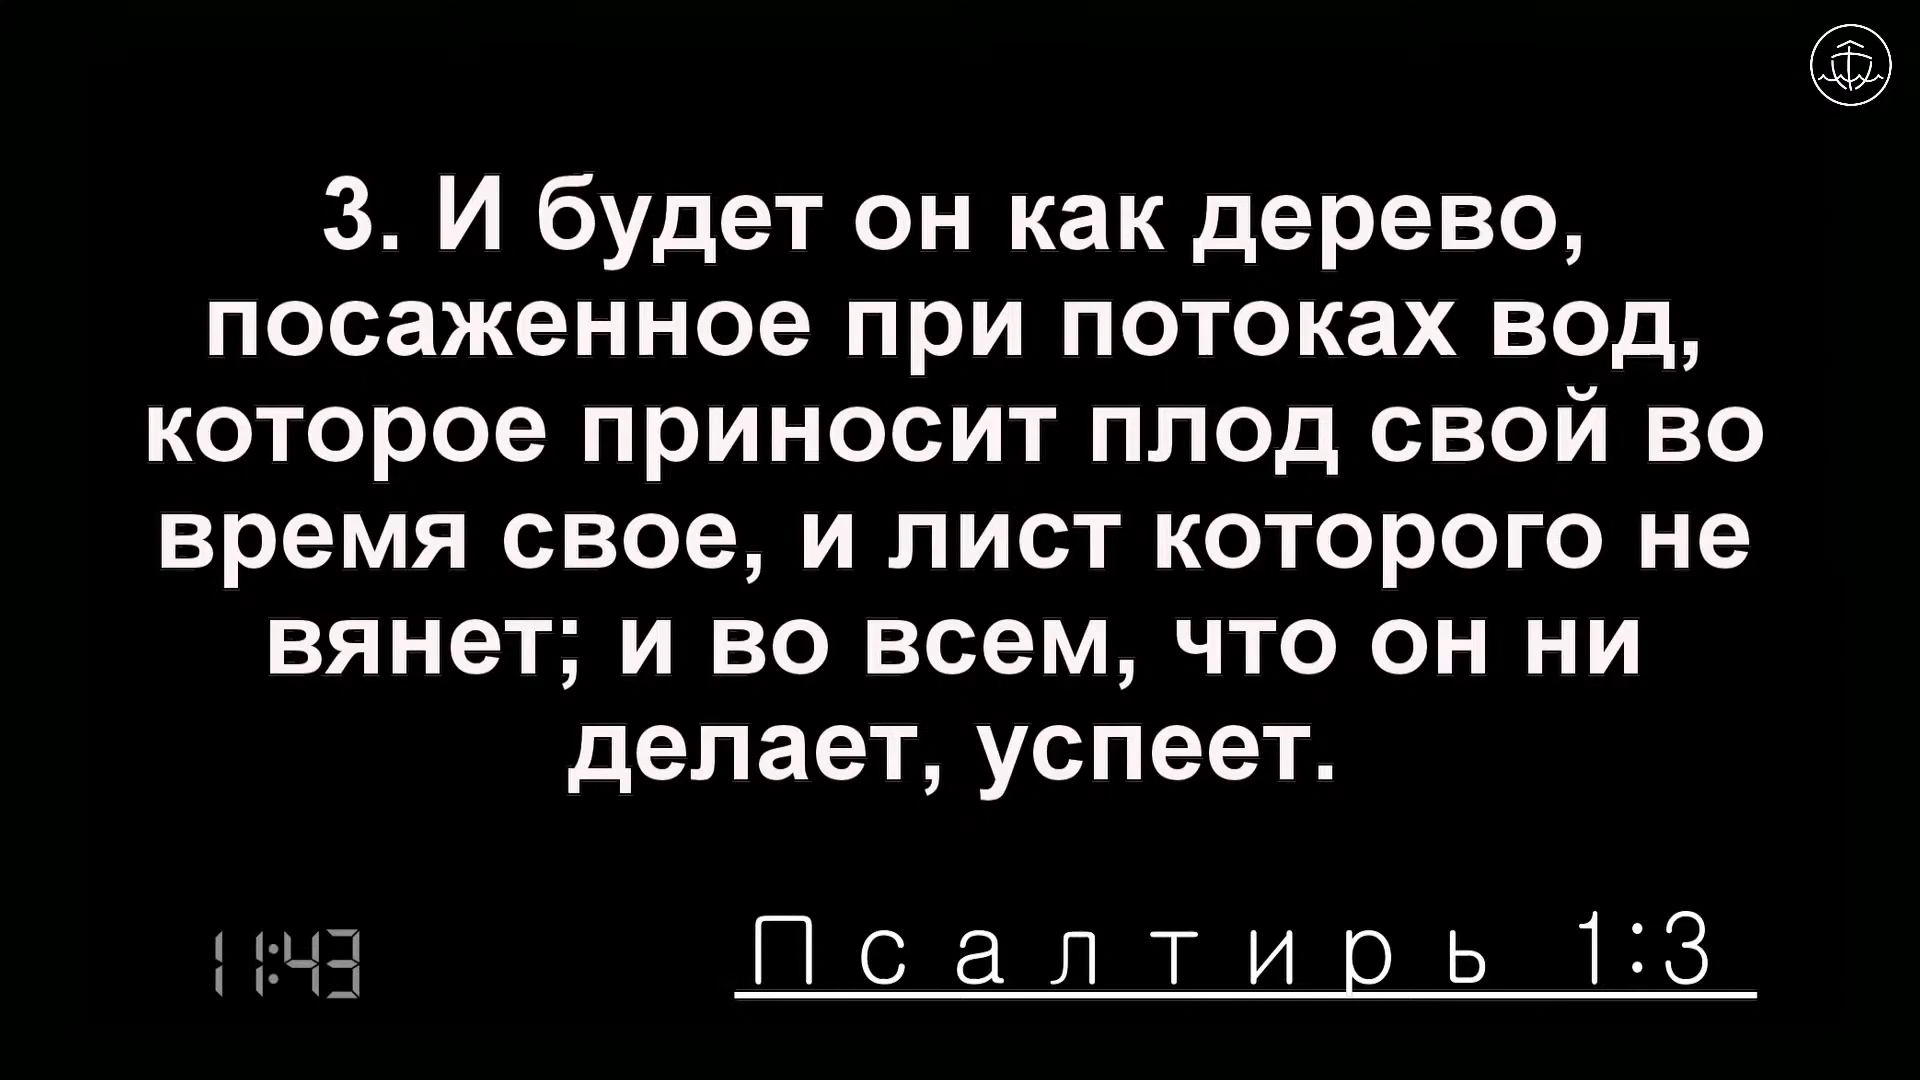 3. И будет он как дерево,
посаженное при потоках вод,
которое приносит плод свой во
время свое, и лист которого не
вянет; и во всем, что он ни
делает, успеет.
11:43
Псалтирь 1:3